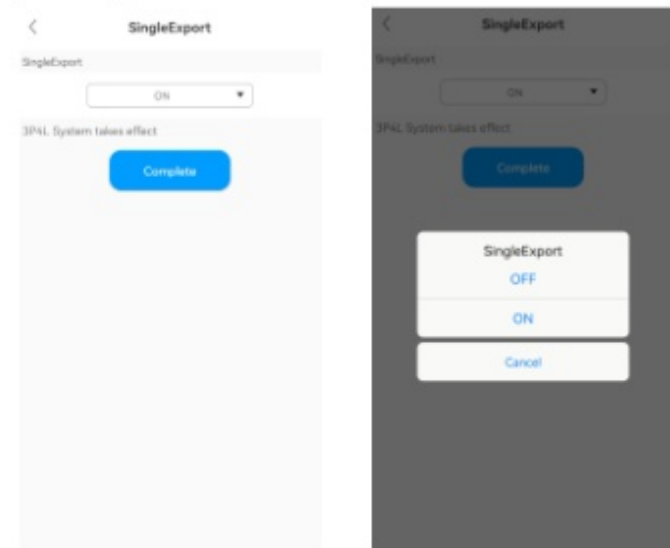 SingleExport
SingleExport
ON
3P4L System takes effect
Complete
SingleExport
SingleExport
ON
3P4L System takes effect
Complete
SingleExport
OFF
ON
Cancel